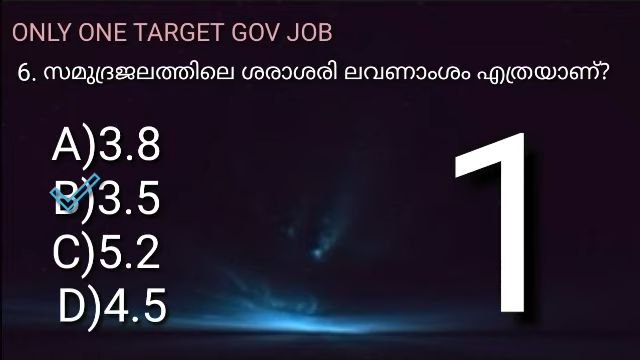 ONLY ONE TARGET GOV JOB
6. സമുദ്രജലത്തിലെ ശരാശരി ലവണാംശം എത്രയാണ്?
A)3.8
B)3.5
C)5.2
D)4.5
1